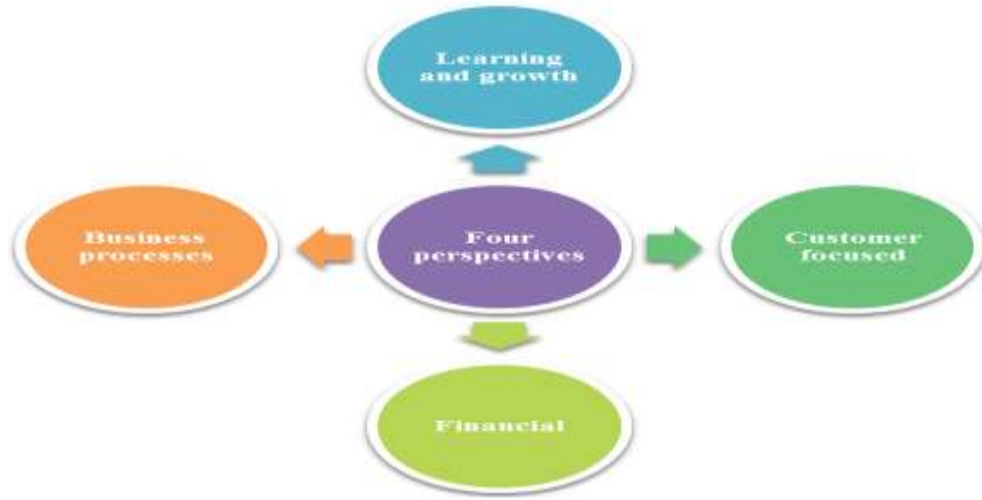 Learning
and growth
Business
processes
Four
perspectives
Customer
focused
Financial